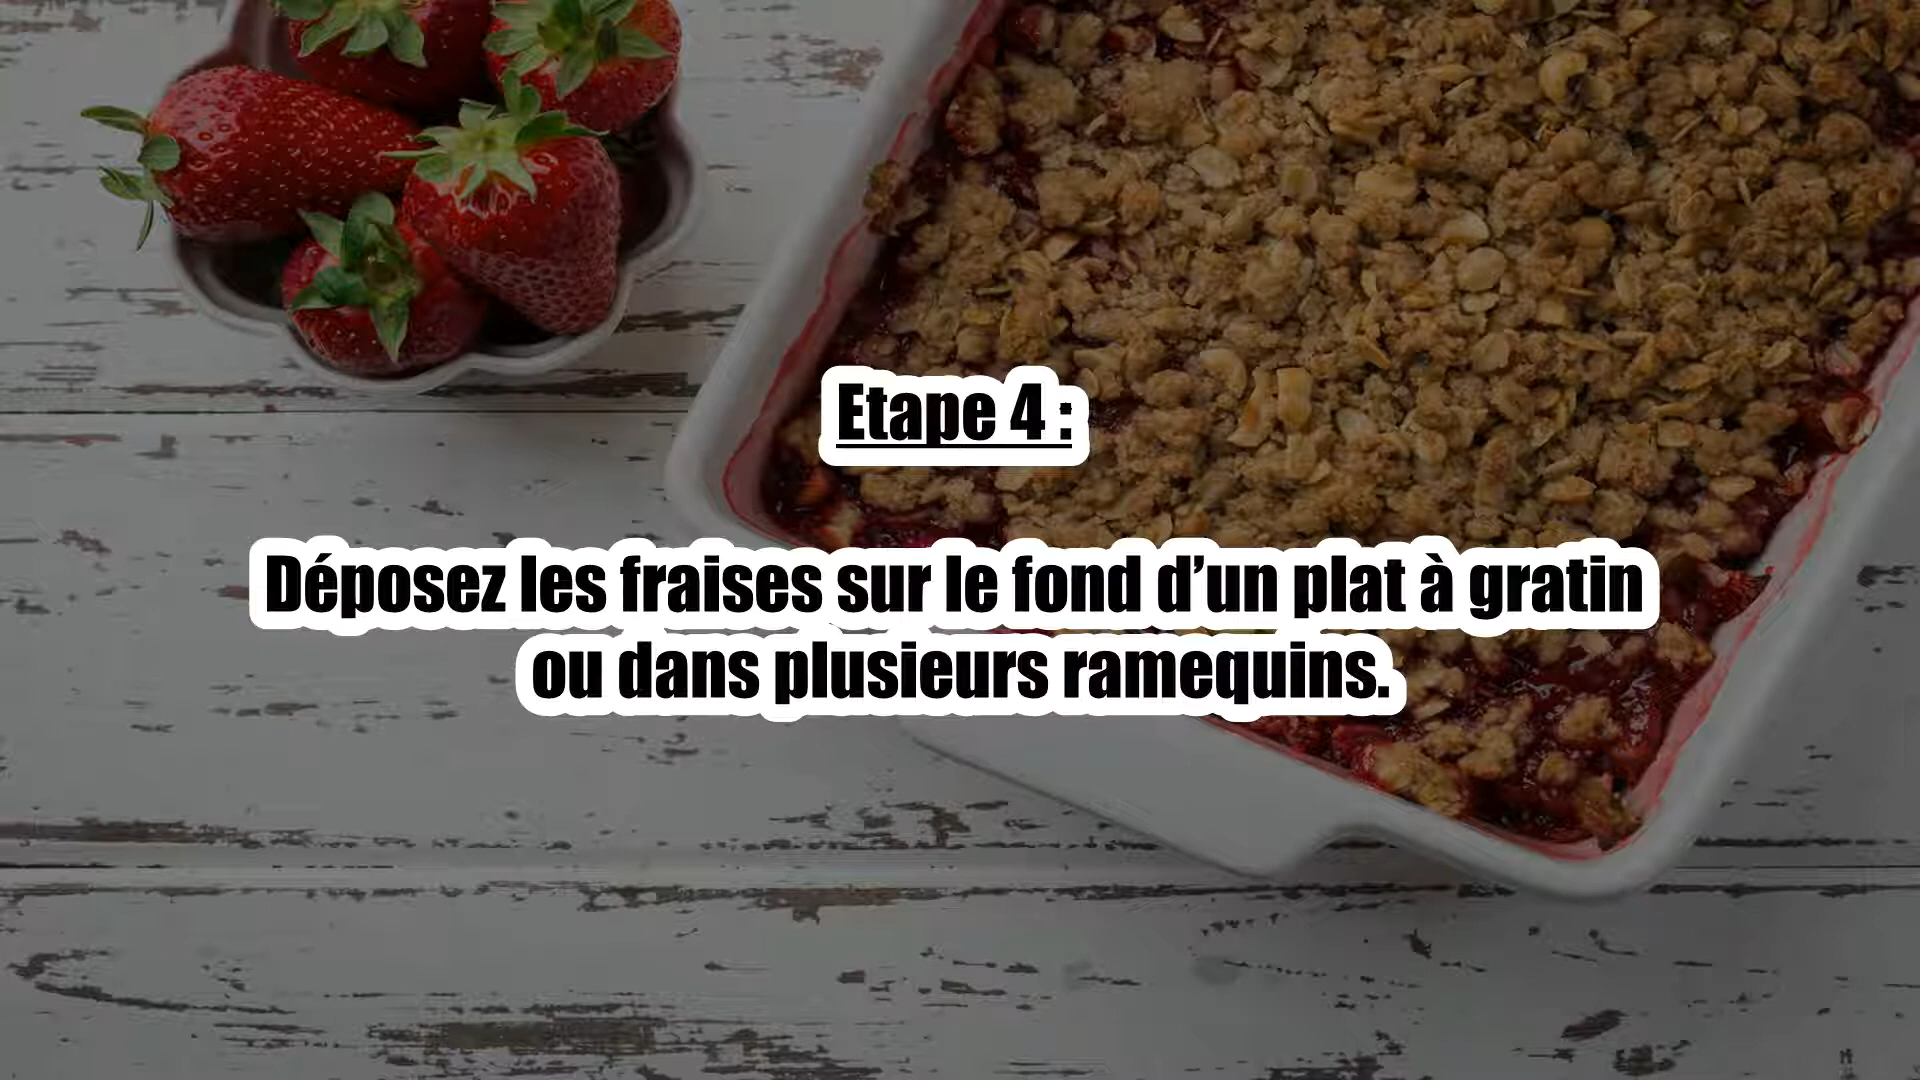 Etape 4 :
Déposez les fraises sur le fond d’un plat à gratin
ou dans plusieurs ramequins.